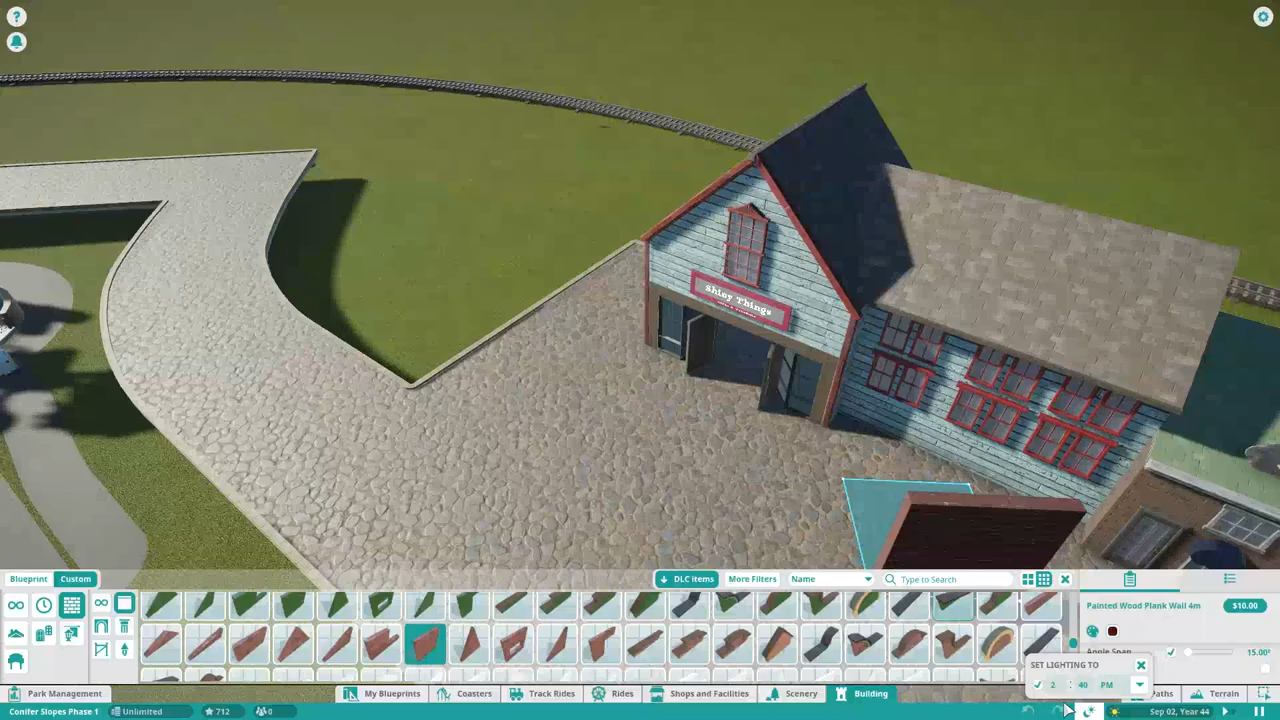 Shiny Things
Blueprint
Custom
DLC items
More Filters
Name
Type to Search
Painted Wood Plank Wall 4m
$10.00
Angle Snap
15.00°
SET LIGHTING TO
2 : 40 PM
Park Management
My Blueprints
Coasters
Track Rides
Rides
Shops and Facilities
Scenery
Building
Paths
Terrain
Conifer Slopes Phase 1
Unlimited
712
0
Sep 02, Year 44